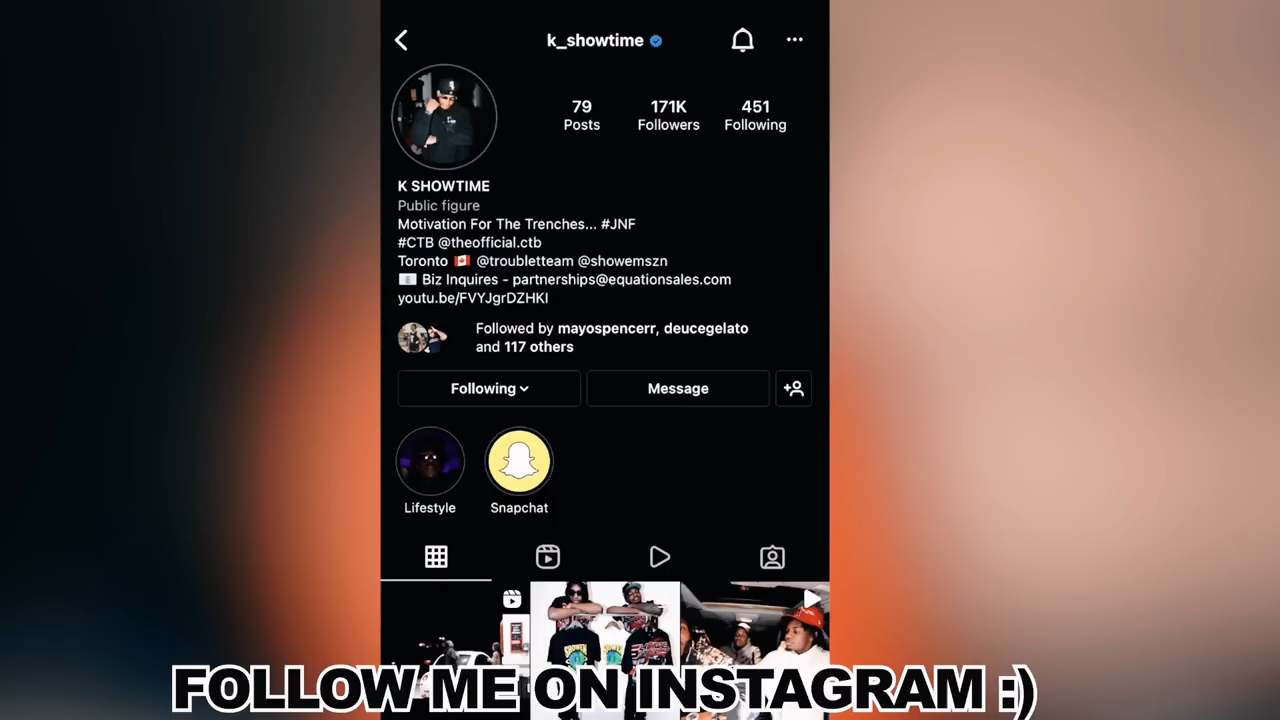 k_showtime
79 171K 451
Posts Followers Following
K SHOWTIME
Public figure
Motivation For The Trenches... #JNF
#CTB @theofficial.ctb
Toronto 🇨🇦 @troubletteam @showemszn
📧 Biz Inquires - partnerships@equationsales.com
youtu.be/FVYJgrDZHKI
Followed by mayospencerr, deucegelato
and 117 others
Following Message
Lifestyle Snapchat
FOLLOW ME ON INSTAGRAM :)